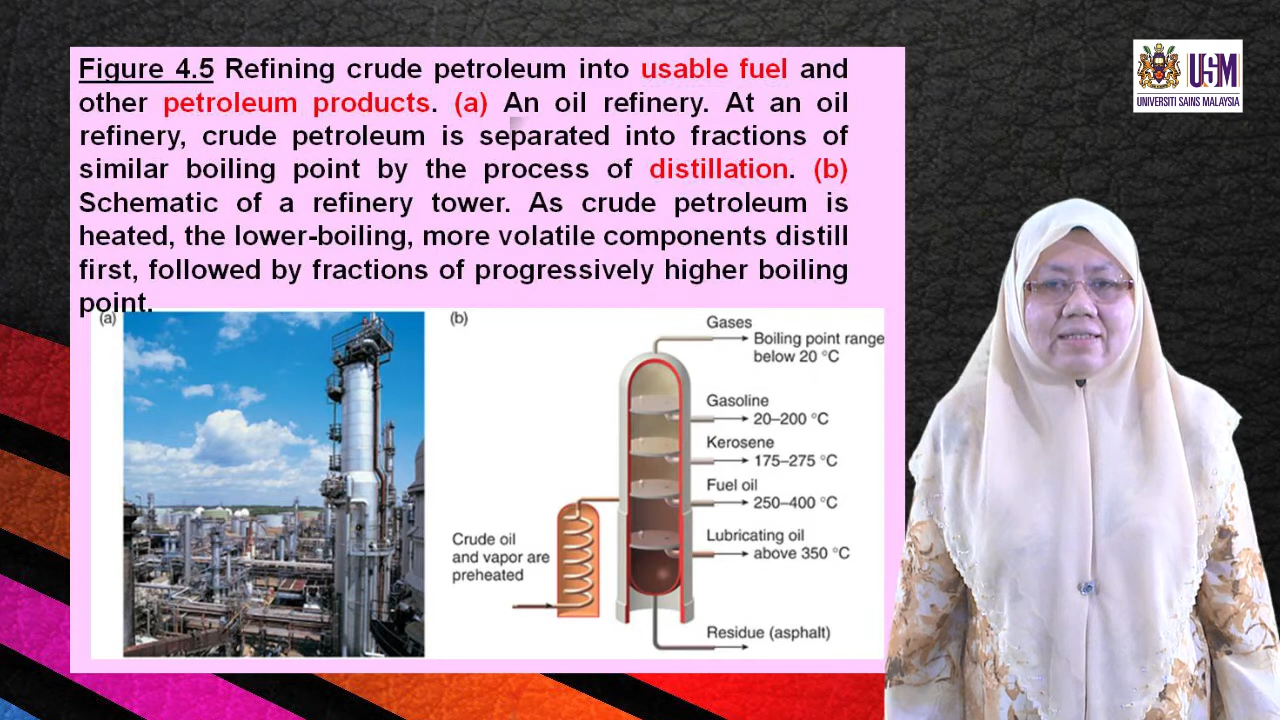 Figure 4.5 Refining crude petroleum into usable fuel and
other petroleum products. (a) An oil refinery. At an oil
refinery, crude petroleum is separated into fractions of
similar boiling point by the process of distillation. (b)
Schematic of a refinery tower. As crude petroleum is
heated, the lower-boiling, more volatile components distill
first, followed by fractions of progressively higher boiling
point.
(a)
(b)
Gases
Boiling point range
below 20 °C
Gasoline
20–200 °C
Kerosene
175–275 °C
Fuel oil
250–400 °C
Lubricating oil
above 350 °C
Crude oil
and vapor are
preheated
Residue (asphalt)
USM
UNIVERSITI SAINS MALAYSIA